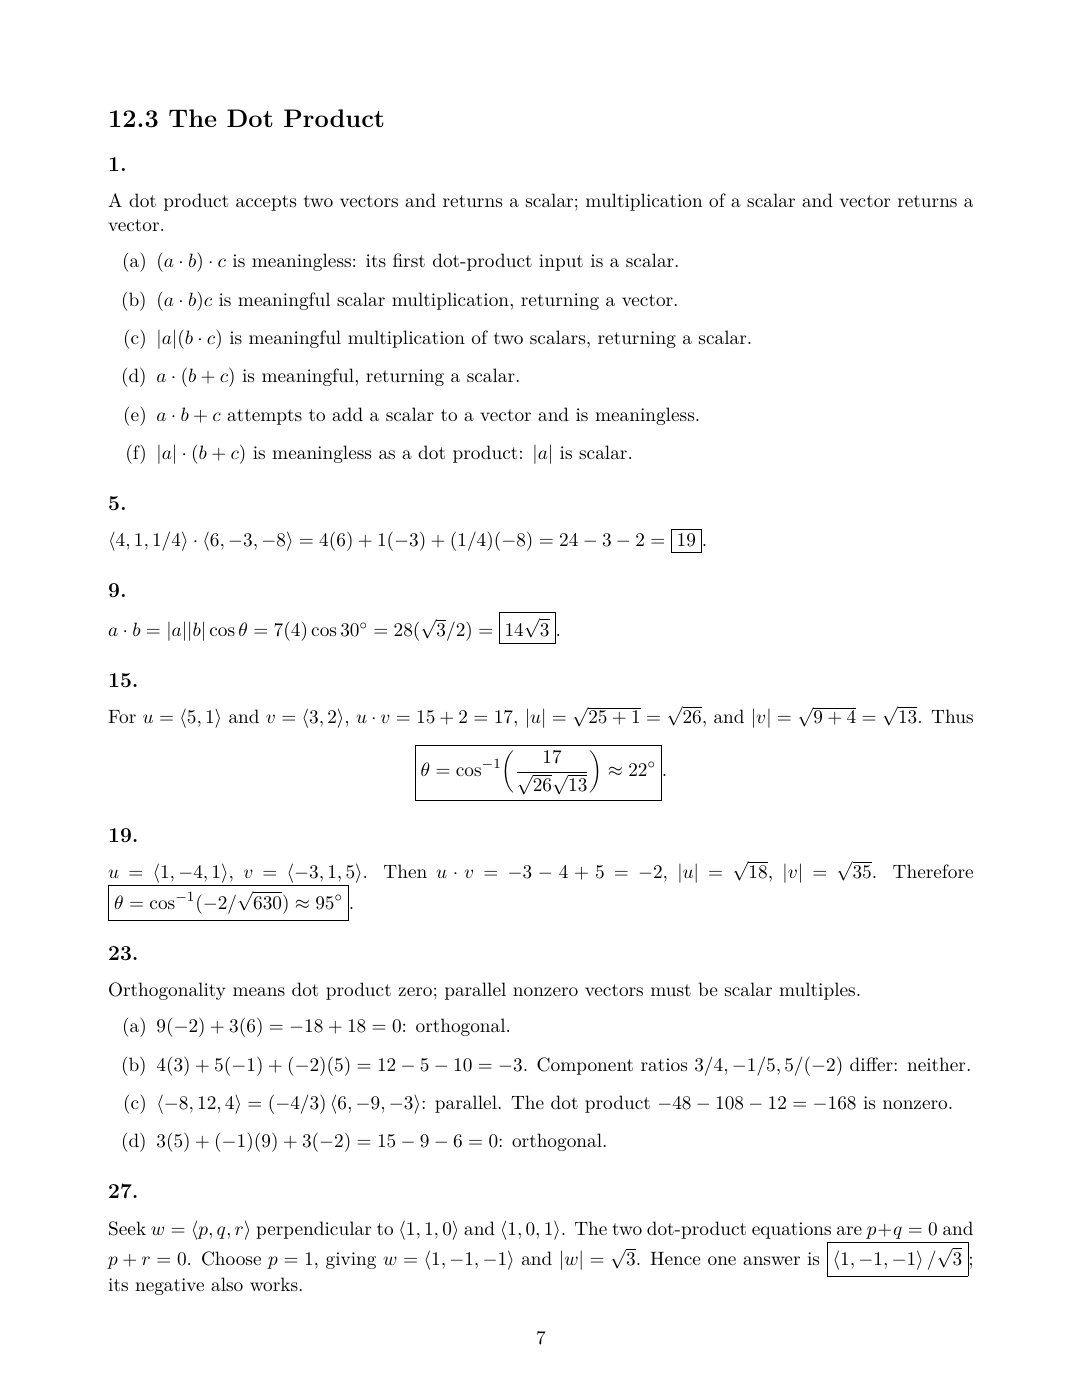 12.3 The Dot Product
1.
A dot product accepts two vectors and returns a scalar; multiplication of a scalar and vector returns a
vector.
(a) (a · b) · c is meaningless: its first dot-product input is a scalar.
(b) (a · b)c is meaningful scalar multiplication, returning a vector.
(c) |a|(b · c) is meaningful multiplication of two scalars, returning a scalar.
(d) a · (b + c) is meaningful, returning a scalar.
(e) a · b + c attempts to add a scalar to a vector and is meaningless.
(f) |a| · (b + c) is meaningless as a dot product: |a| is scalar.
5.
⟨4, 1, 1/4⟩ · ⟨6, −3, −8⟩ = 4(6) + 1(−3) + (1/4)(−8) = 24 − 3 − 2 = 19.
9.
a · b = |a||b| cos θ = 7(4) cos 30° = 28(√3/2) = 14√3.
15.
For u = ⟨5, 1⟩ and v = ⟨3, 2⟩, u · v = 15 + 2 = 17, |u| = √25 + 1 = √26, and |v| = √9 + 4 = √13. Thus
θ = cos⁻¹(17/(√26√13)) ≈ 22°.
19.
u = ⟨1, −4, 1⟩, v = ⟨−3, 1, 5⟩. Then u · v = −3 − 4 + 5 = −2, |u| = √18, |v| = √35. Therefore
θ = cos⁻¹(−2/√630) ≈ 95°.
23.
Orthogonality means dot product zero; parallel nonzero vectors must be scalar multiples.
(a) 9(−2) + 3(6) = −18 + 18 = 0: orthogonal.
(b) 4(3) + 5(−1) + (−2)(5) = 12 − 5 − 10 = −3. Component ratios 3/4, −1/5, 5/(−2) differ: neither.
(c) ⟨−8, 12, 4⟩ = (−4/3) ⟨6, −9, −3⟩: parallel. The dot product −48 − 108 − 12 = −168 is nonzero.
(d) 3(5) + (−1)(9) + 3(−2) = 15 − 9 − 6 = 0: orthogonal.
27.
Seek w = ⟨p, q, r⟩ perpendicular to ⟨1, 1, 0⟩ and ⟨1, 0, 1⟩. The two dot-product equations are p+q = 0 and
p + r = 0. Choose p = 1, giving w = ⟨1, −1, −1⟩ and |w| = √3. Hence one answer is ⟨1, −1, −1⟩ /√3;
its negative also works.
7